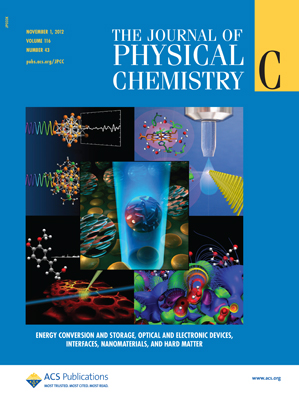 NOVEMBER 1, 2012
VOLUME 116
NUMBER 43
pubs.acs.org/JPCC
THE JOURNAL OF
PHYSICAL
CHEMISTRY
C
ENERGY CONVERSION AND STORAGE, OPTICAL AND ELECTRONIC DEVICES,
INTERFACES, NANOMATERIALS, AND HARD MATTER
ACS Publications
MOST TRUSTED. MOST CITED. MOST READ.
www.acs.org